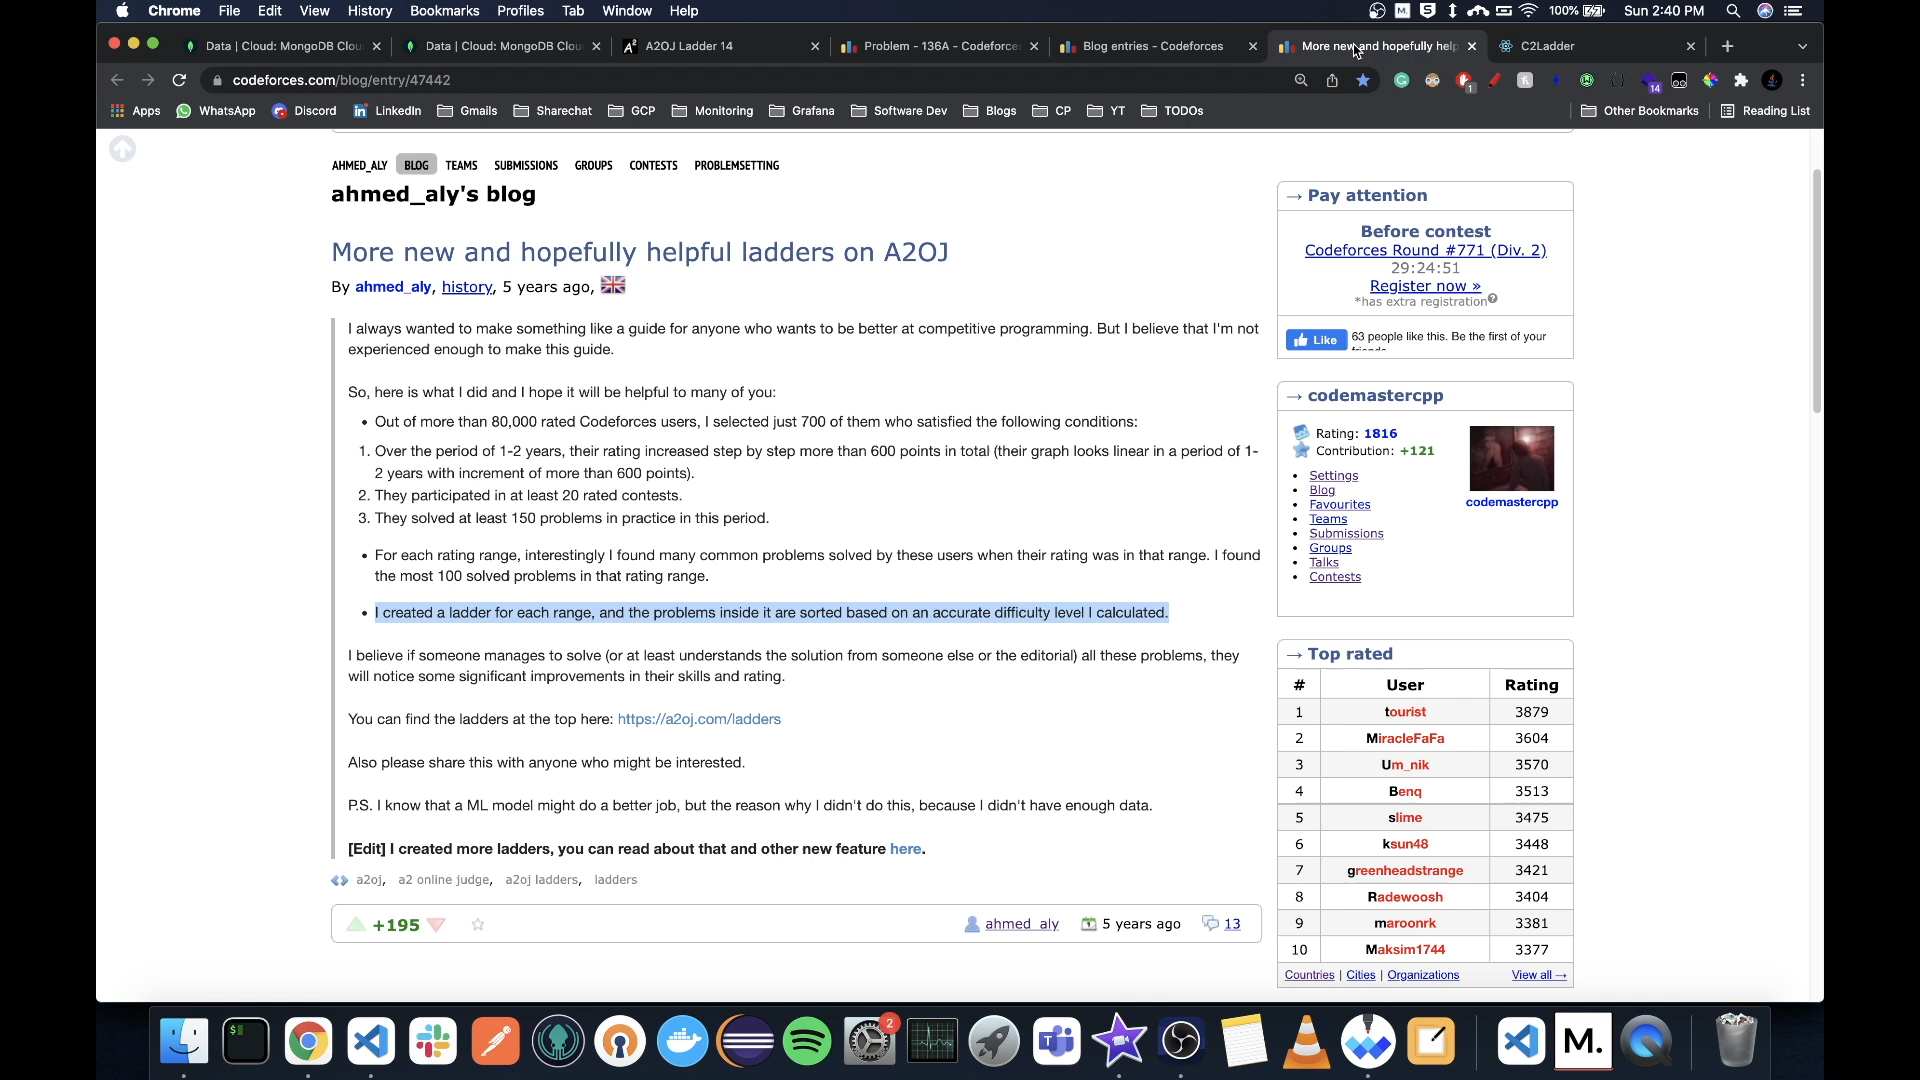 Chrome File Edit View History Bookmarks Profiles Tab Window Help
100% Sun 2:40 PM
Data | Cloud: MongoDB Clou
Data | Cloud: MongoDB Clou
A2OJ Ladder 14
Problem - 136A - Codeforces
Blog entries - Codeforces
More new and hopefully help
C2Ladder
codeforces.com/blog/entry/47442
Apps WhatsApp Discord LinkedIn Gmails Sharechat GCP Monitoring Grafana Software Dev Blogs CP YT TODOs Other Bookmarks Reading List
AHMED_ALY BLOG TEAMS SUBMISSIONS GROUPS CONTESTS PROBLEMSETTING
ahmed_aly's blog
More new and hopefully helpful ladders on A2OJ
By ahmed_aly, history, 5 years ago,
I always wanted to make something like a guide for anyone who wants to be better at competitive programming. But I believe that I'm not
experienced enough to make this guide.
So, here is what I did and I hope it will be helpful to many of you:
• Out of more than 80,000 rated Codeforces users, I selected just 700 of them who satisfied the following conditions:
1. Over the period of 1-2 years, their rating increased step by step more than 600 points in total (their graph looks linear in a period of 1-
2 years with increment of more than 600 points).
2. They participated in at least 20 rated contests.
3. They solved at least 150 problems in practice in this period.
• For each rating range, interestingly I found many common problems solved by these users when their rating was in that range. I found
the most 100 solved problems in that rating range.
• I created a ladder for each range, and the problems inside it are sorted based on an accurate difficulty level I calculated.
I believe if someone manages to solve (or at least understands the solution from someone else or the editorial) all these problems, they
will notice some significant improvements in their skills and rating.
You can find the ladders at the top here: https://a2oj.com/ladders
Also please share this with anyone who might be interested.
P.S. I know that a ML model might do a better job, but the reason why I didn't do this, because I didn't have enough data.
[Edit] I created more ladders, you can read about that and other new feature here.
a2oj, a2 online judge, a2oj ladders, ladders
+195 ahmed_aly 5 years ago 13
→ Pay attention
Before contest
Codeforces Round #771 (Div. 2)
29:24:51
Register now »
*has extra registration
Like 63 people like this. Be the first of your
→ codemastercpp
Rating: 1816
Contribution: +121
• Settings
• Blog
• Favourites
• Teams
• Submissions
• Groups
• Talks
• Contests
codemastercpp
→ Top rated
# User Rating
1 tourist 3879
2 MiracleFaFa 3604
3 Um_nik 3570
4 Benq 3513
5 slime 3475
6 ksun48 3448
7 greenheadstrange 3421
8 Radewoosh 3404
9 maroonrk 3381
10 Maksim1744 3377
Countries | Cities | Organizations View all →
2
M.